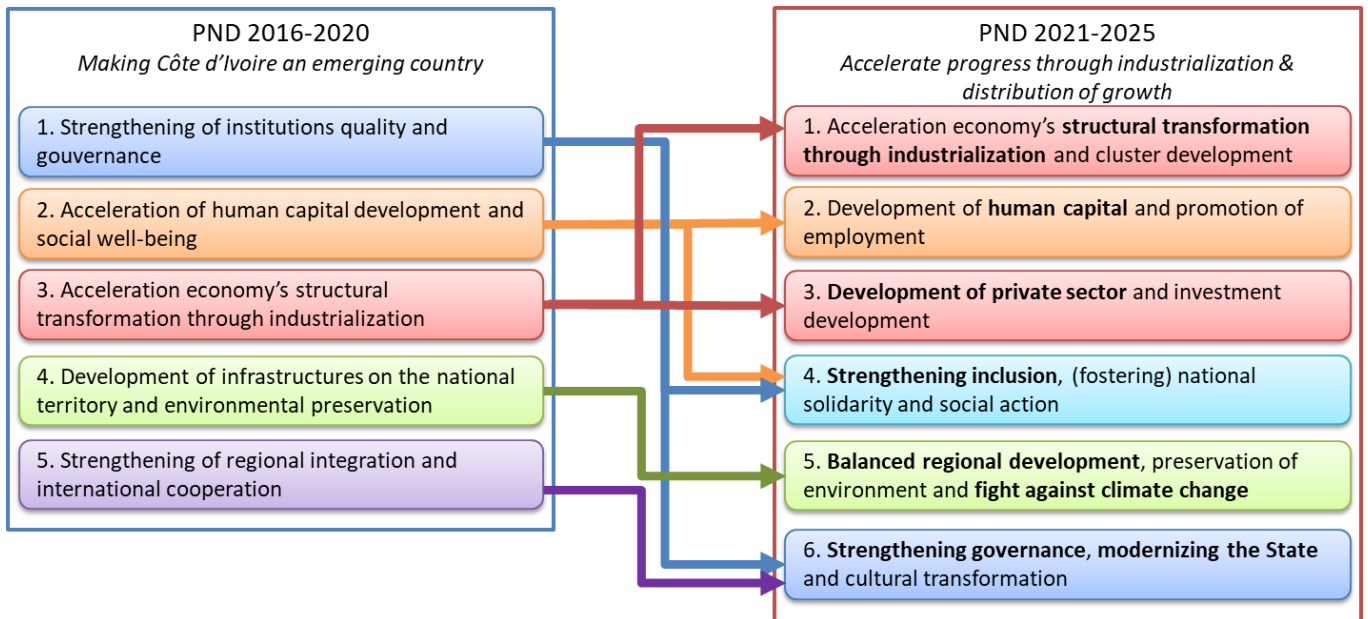 PND 2016-2020
Making Côte d’Ivoire an emerging country
1. Strengthening of institutions quality and
gouvernance
2. Acceleration of human capital development and
social well-being
3. Acceleration economy’s structural
transformation through industrialization
4. Development of infrastructures on the national
territory and environmental preservation
5. Strengthening of regional integration and
international cooperation
PND 2021-2025
Accelerate progress through industrialization &
distribution of growth
1. Acceleration economy’s structural transformation
through industrialization and cluster development
2. Development of human capital and promotion of
employment
3. Development of private sector and investment
development
4. Strengthening inclusion, (fostering) national
solidarity and social action
5. Balanced regional development, preservation of
environment and fight against climate change
6. Strengthening governance, modernizing the State
and cultural transformation